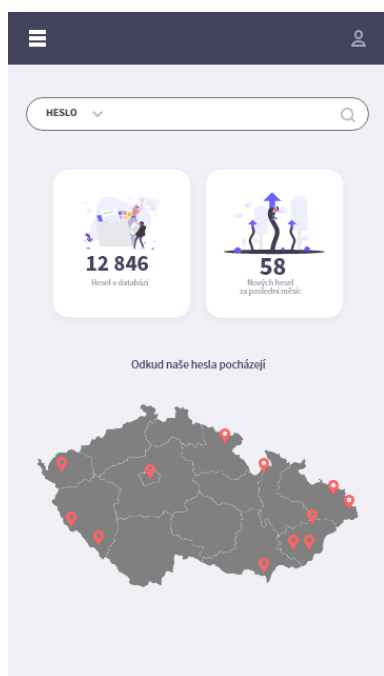 HESLO
12 846
Hesel v databázi
58
Nových hesel
za poslední měsíc
Odkud naše hesla pocházejí